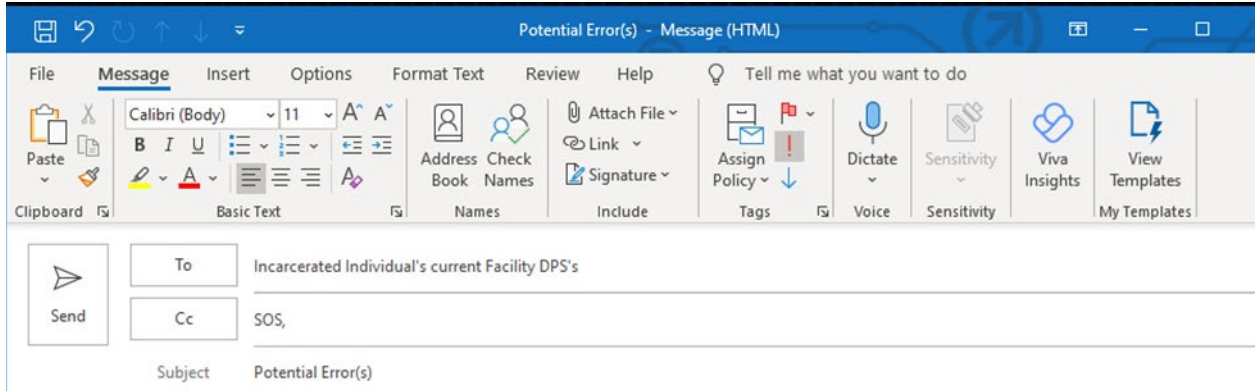 Potential Error(s) - Message (HTML)
File Message Insert Options Format Text Review Help Tell me what you want to do
Calibri (Body) 11 A^ A˅ Attach File
B I U Link
Paste Address Check Assign Dictate Sensitivity Viva View
A Book Names Signature Policy Insights Templates
Clipboard Basic Text Names Include Tags Voice Sensitivity My Templates
To Incarcerated Individual's current Facility DPS's
Send Cc SOS,
Subject Potential Error(s)